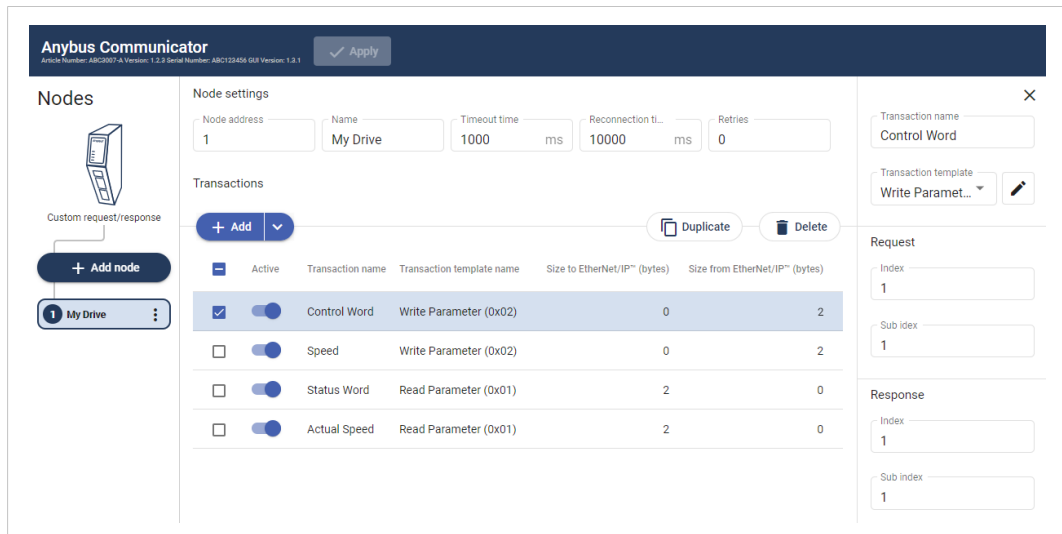 Anybus Communicator
Article Number: ABC3007-A Version: 1.2.3 Serial Number: ABC123456 GUI Version: 1.3.1
Apply
Nodes
Custom request/response
+ Add node
1 My Drive
Node settings
Node address
1
Name
My Drive
Timeout time
1000 ms
Reconnection ti...
10000 ms
Retries
0
Transactions
+ Add
Duplicate
Delete
Active Transaction name Transaction template name Size to EtherNet/IP™ (bytes) Size from EtherNet/IP™ (bytes)
Control Word Write Parameter (0x02) 0 2
Speed Write Parameter (0x02) 0 2
Status Word Read Parameter (0x01) 2 0
Actual Speed Read Parameter (0x01) 2 0
Transaction name
Control Word
Transaction template
Write Paramet...
Request
Index
1
Sub idex
1
Response
Index
1
Sub index
1